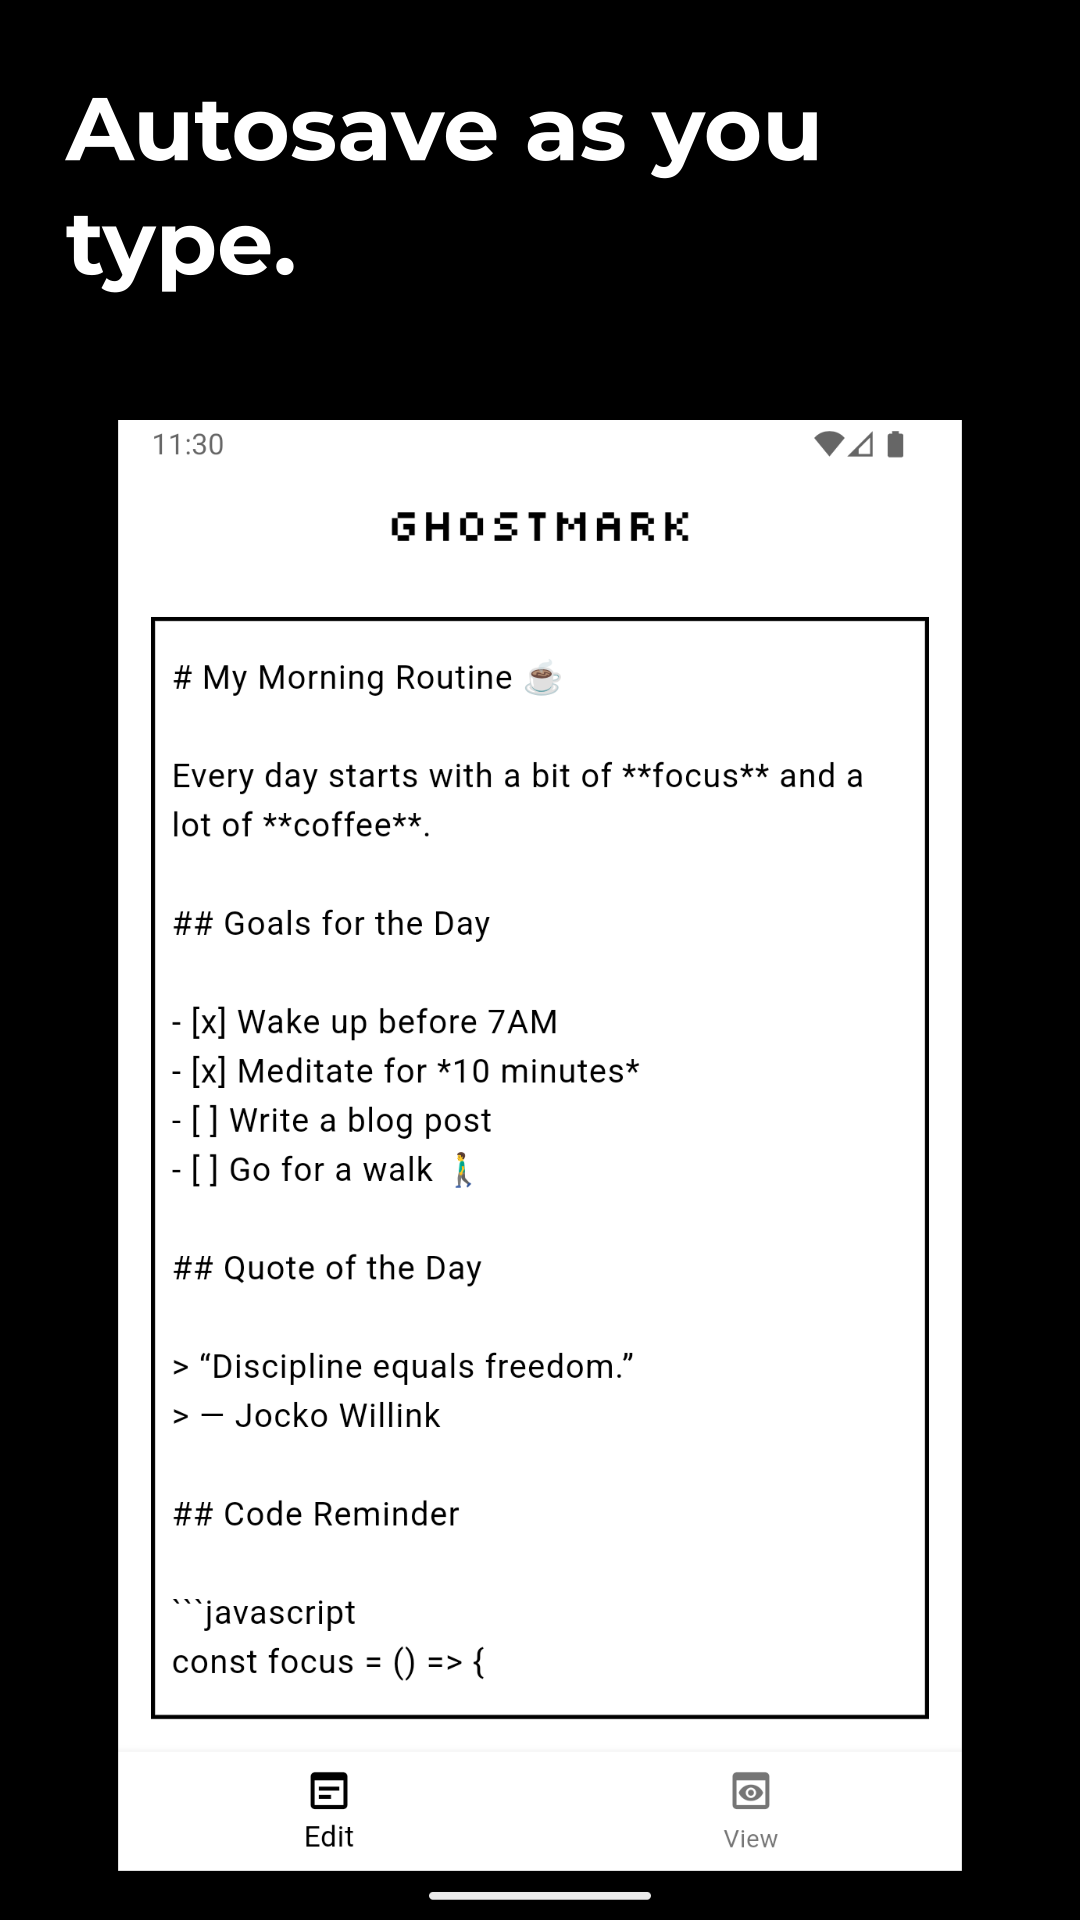 Autosave as you
type.
11:30
GHOSTMARK
# My Morning Routine ☕
Every day starts with a bit of **focus** and a
lot of **coffee**.
## Goals for the Day
- [x] Wake up before 7AM
- [x] Meditate for *10 minutes*
- [ ] Write a blog post
- [ ] Go for a walk 🚶‍♂️
## Quote of the Day
> “Discipline equals freedom.”
> — Jocko Willink
## Code Reminder
```javascript
const focus = () => {
Edit
View